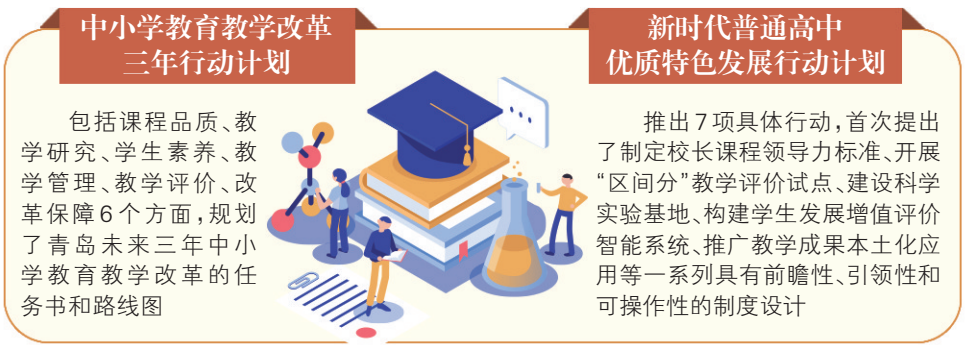 中小学教育教学改革
三年行动计划
包括课程品质、教
学研究、学生素养、教
学管理、教学评价、改
革保障6个方面,规划
了青岛未来三年中小
学教育教学改革的任
务书和路线图
新时代普通高中
优质特色发展行动计划
推出7项具体行动,首次提出
了制定校长课程领导力标准、开展
“区间分”教学评价试点、建设科学
实验基地、构建学生发展增值评价
智能系统、推广教学成果本土化应
用等一系列具有前瞻性、引领性和
可操作性的制度设计